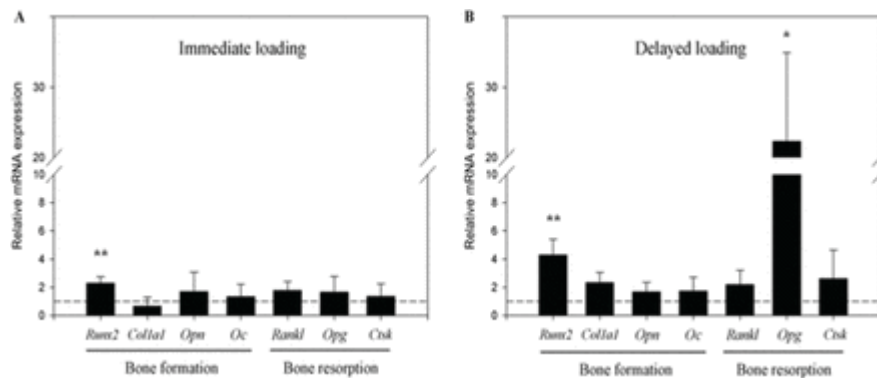 A
Immediate loading
Relative mRNA expression
30
20
10
8
6
4
2
0
**
Runx2 Col1a1 Opn Oc Rankl Opg Ctsk
Bone formation Bone resorption
B
Delayed loading
*
Relative mRNA expression
30
20
10
8
6
4
2
0
**
Runx2 Col1a1 Opn Oc Rankl Opg Ctsk
Bone formation Bone resorption